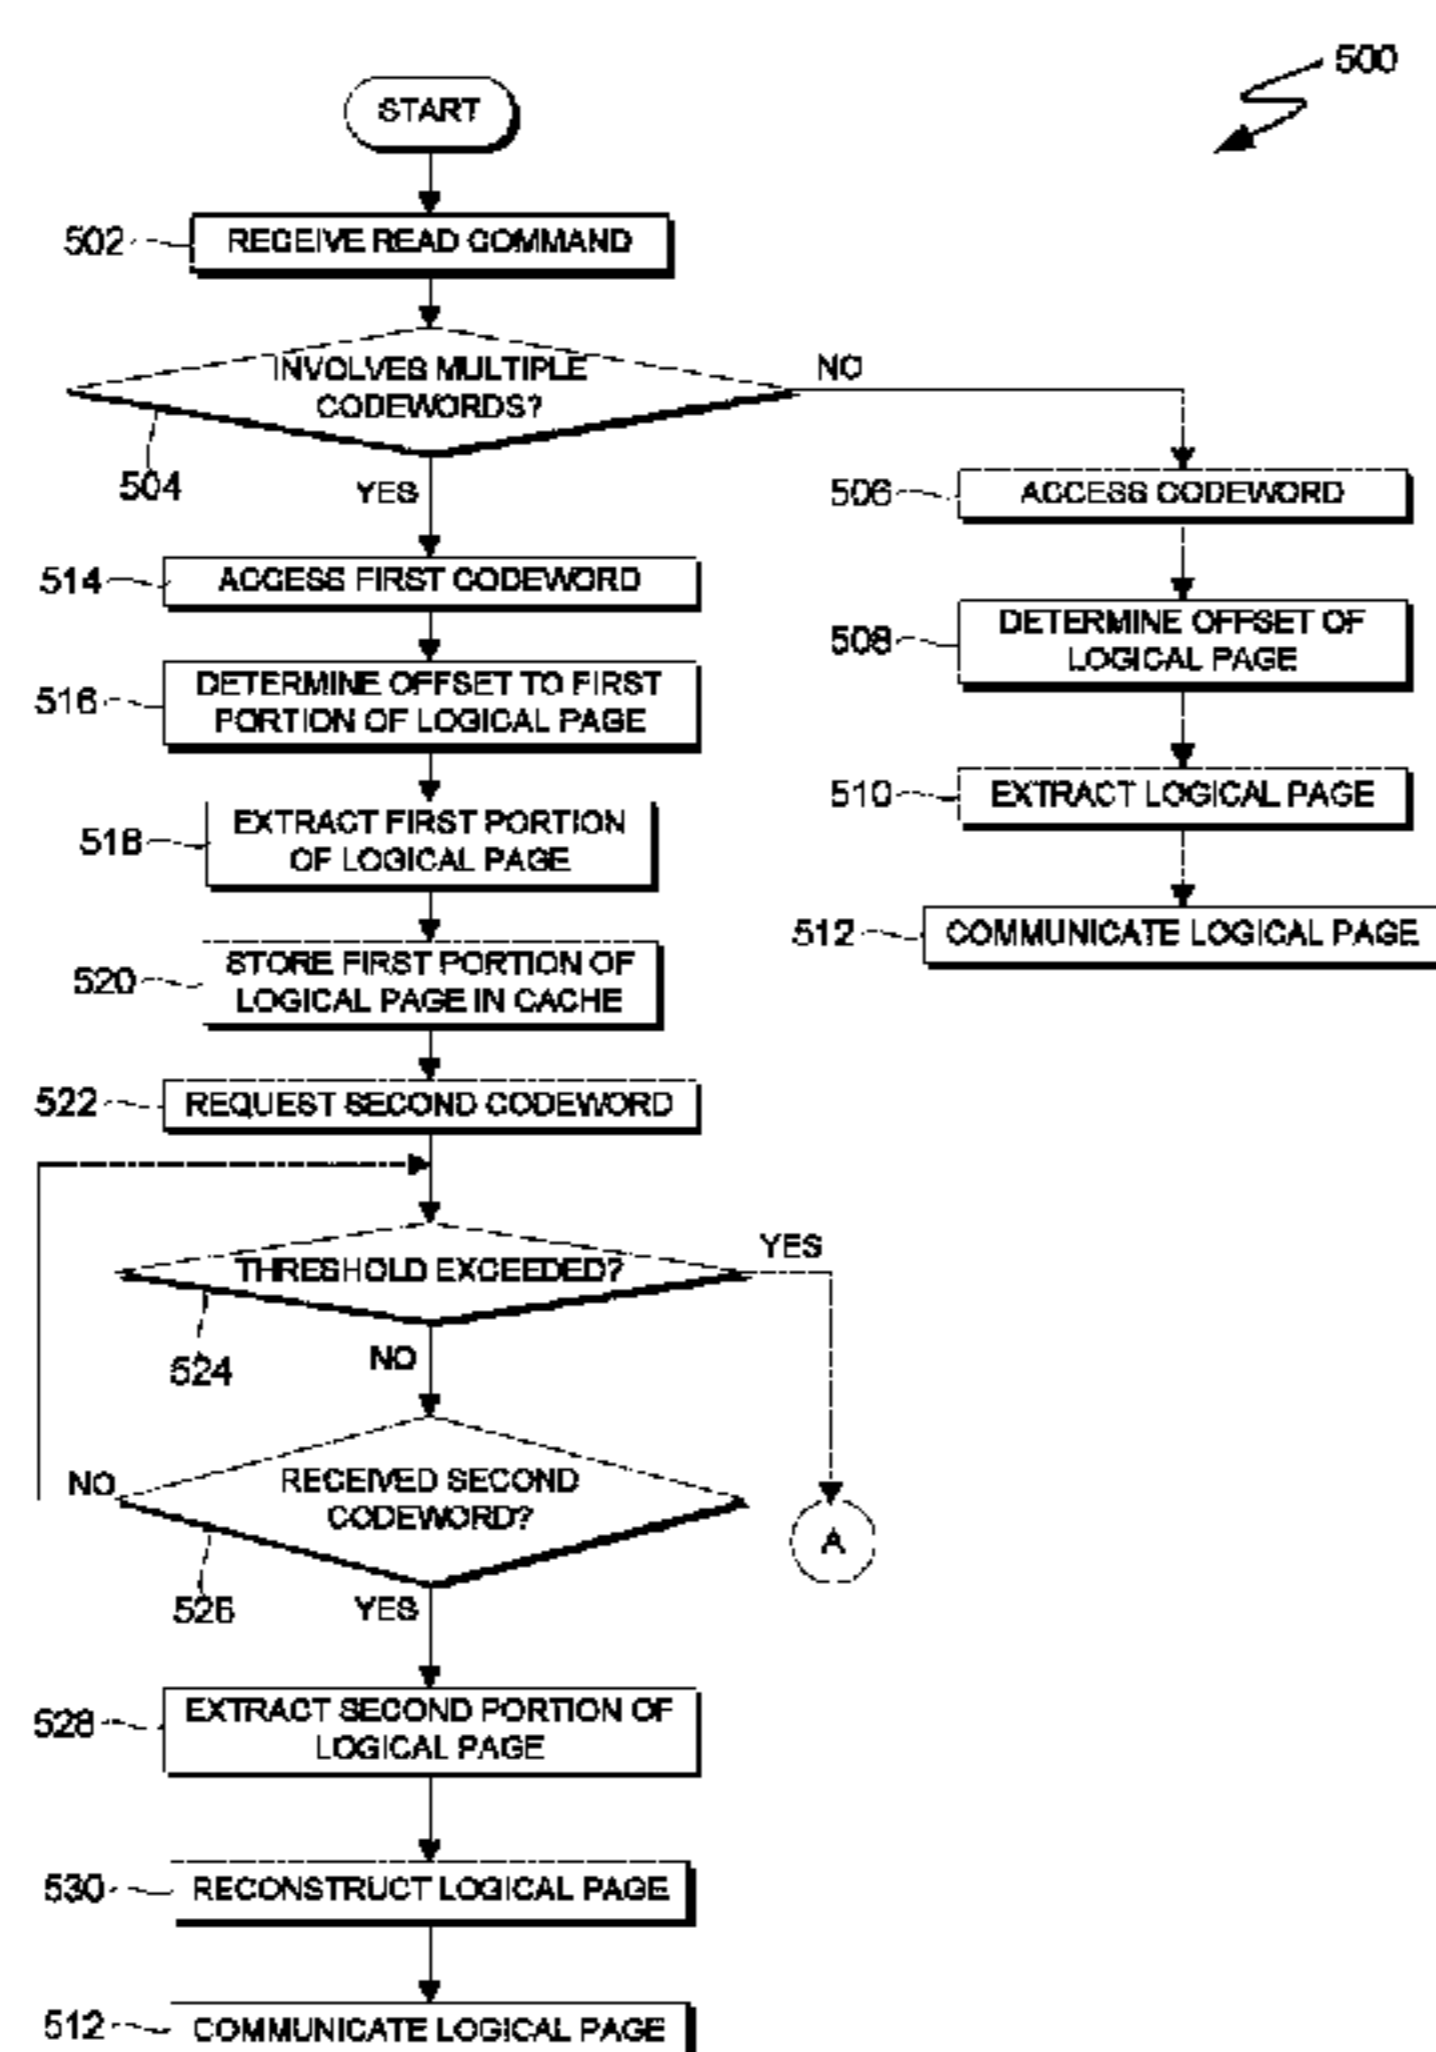 500
START
502
RECEIVE READ COMMAND
INVOLVES MULTIPLE
CODEWORDS?
NO
504
YES
506
ACCESS CODEWORD
508
DETERMINE OFFSET OF
LOGICAL PAGE
510
EXTRACT LOGICAL PAGE
512
COMMUNICATE LOGICAL PAGE
514
ACCESS FIRST CODEWORD
516
DETERMINE OFFSET TO FIRST
PORTION OF LOGICAL PAGE
518
EXTRACT FIRST PORTION
OF LOGICAL PAGE
520
STORE FIRST PORTION OF
LOGICAL PAGE IN CACHE
522
REQUEST SECOND CODEWORD
THRESHOLD EXCEEDED?
YES
524
NO
RECEIVED SECOND
CODEWORD?
NO
A
526
YES
528
EXTRACT SECOND PORTION OF
LOGICAL PAGE
530
RECONSTRUCT LOGICAL PAGE
512
COMMUNICATE LOGICAL PAGE